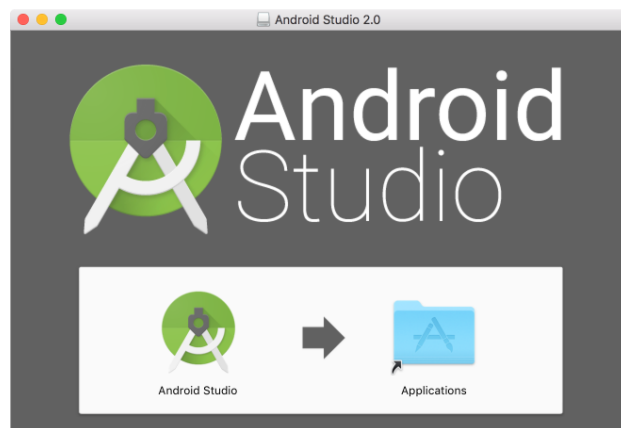 Android Studio 2.0
Android
Studio
Android Studio
Applications